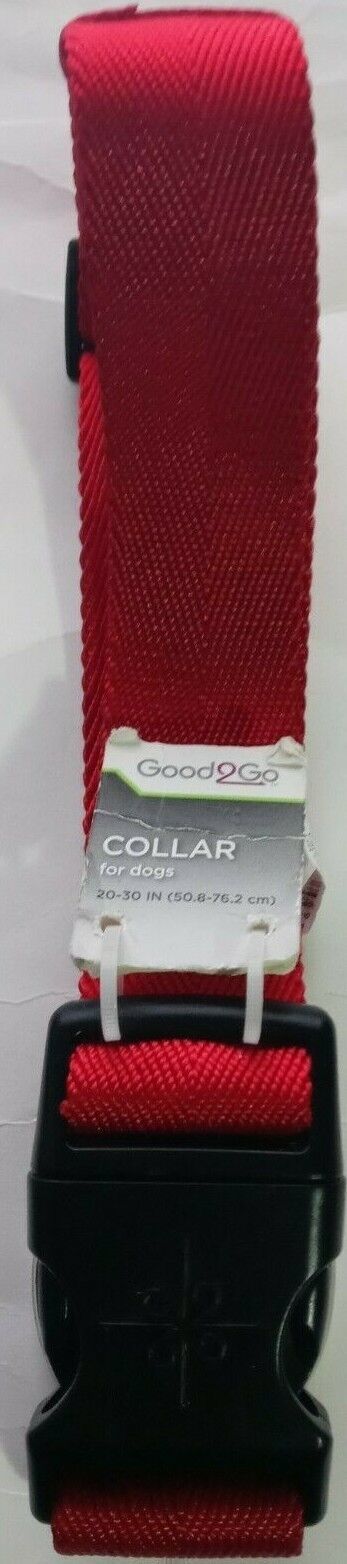 Good2Go
COLLAR
for dogs
20-30 IN (50.8-76.2 cm)